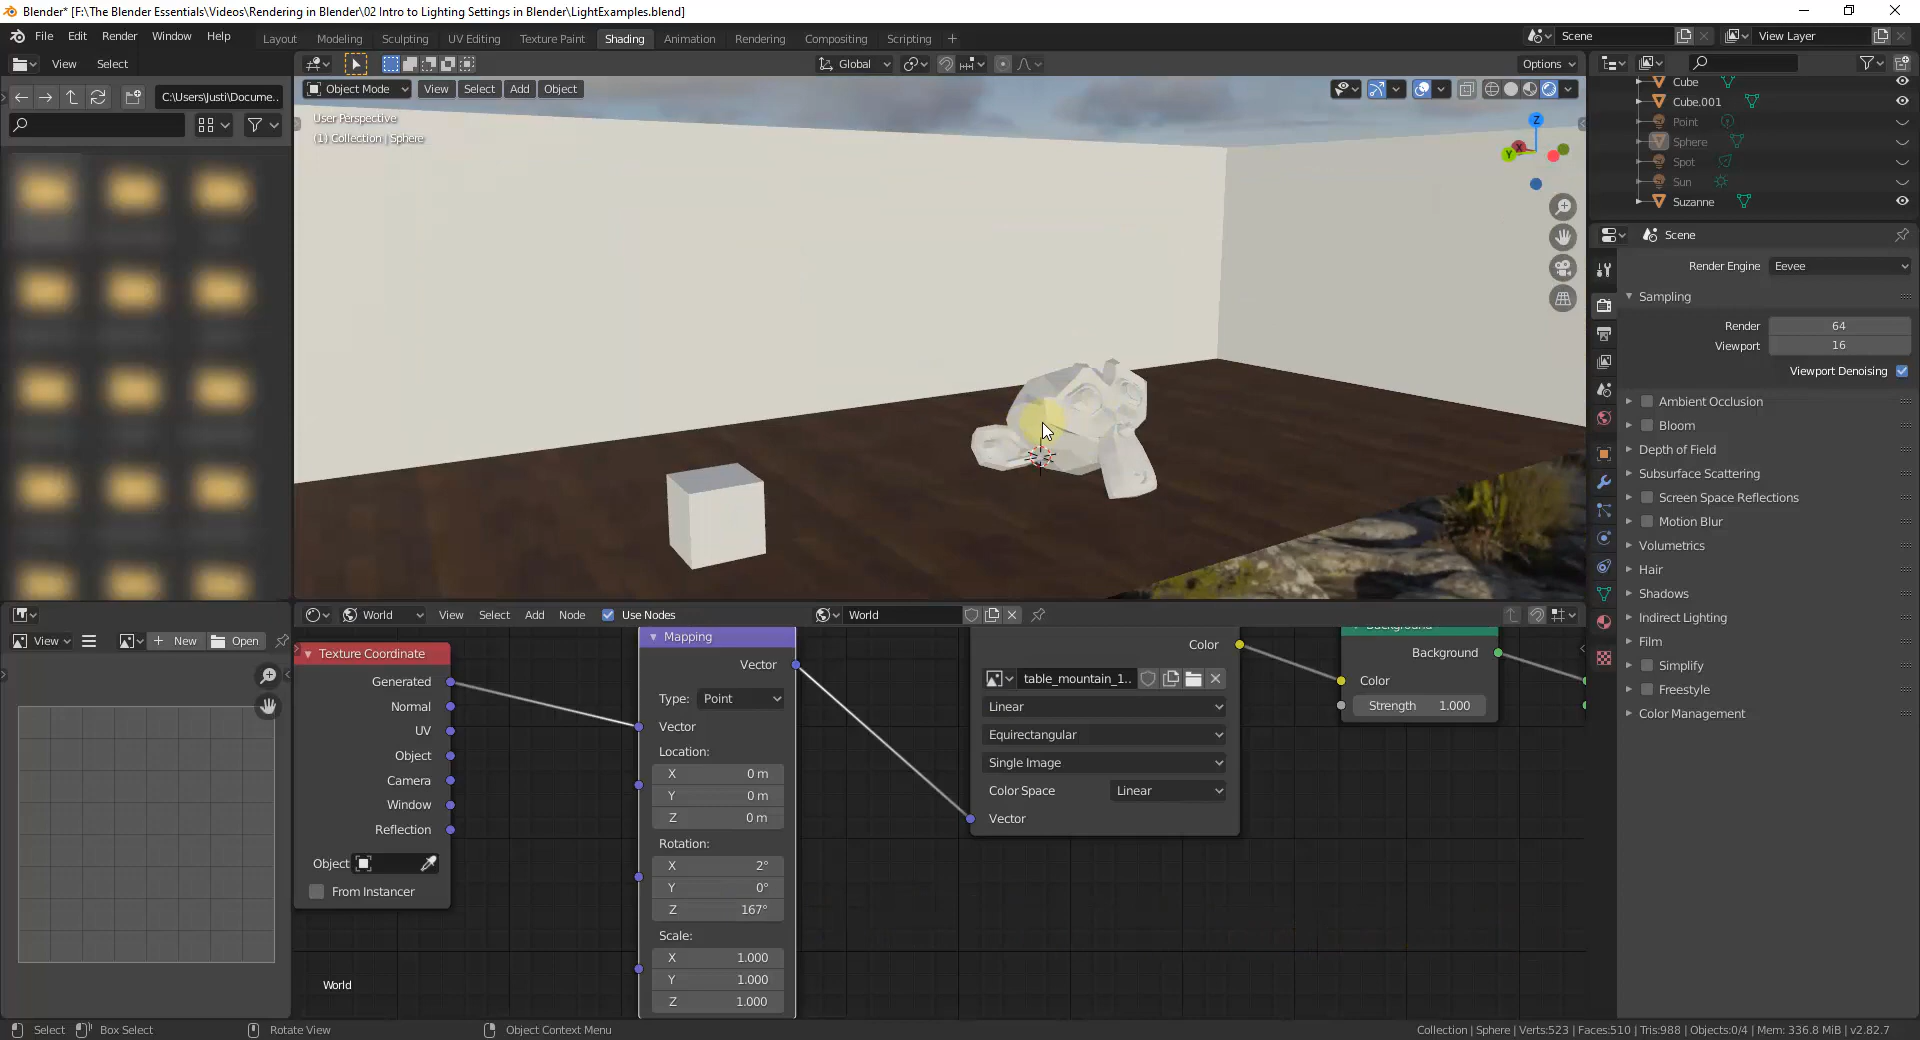 Blender* [F:\The Blender Essentials\Videos\Rendering in Blender\02 Intro to Lighting Settings in Blender\LightExamples.blend]
File Edit Render Window Help
Layout Modeling Sculpting UV Editing Texture Paint Shading Animation Rendering Compositing Scripting +
Scene
View Layer
View Select
Global
Options
C:\Users\Justi\Docume..
Object Mode View Select Add Object
User Perspective
(1) Collection | Sphere
Z
X
Y
Cube
Cube.001
Point
Sphere
Spot
Sun
Suzanne
Scene
Render Engine Eevee
Sampling
Render 64
Viewport 16
Viewport Denoising
Ambient Occlusion
Bloom
Depth of Field
Subsurface Scattering
Screen Space Reflections
Motion Blur
Volumetrics
Hair
Shadows
Indirect Lighting
Film
Simplify
Freestyle
Color Management
View + New Open
World View Select Add Node Use Nodes World
Texture Coordinate
Generated
Normal
UV
Object
Camera
Window
Reflection
Object
From Instancer
Mapping
Vector
Type: Point
Vector
Location:
X 0 m
Y 0 m
Z 0 m
Rotation:
X 2°
Y 0°
Z 167°
Scale:
X 1.000
Y 1.000
Z 1.000
Color
table_mountain_1..
Linear
Equirectangular
Single Image
Color Space Linear
Vector
Background
Background
Color
Strength 1.000
World
Select Box Select Rotate View Object Context Menu
Collection | Sphere | Verts:523 | Faces:510 | Tris:988 | Objects:0/4 | Mem: 336.8 MiB | v2.82.7